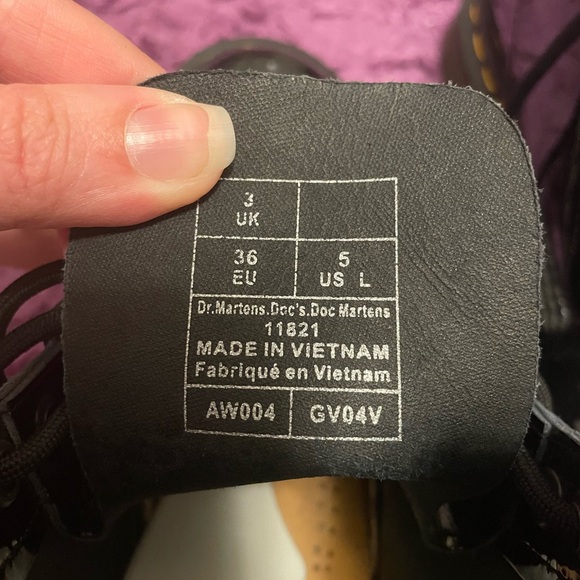 3
UK
36 5
EU US L
Dr.Martens.Doc's.Doc Martens
11821
MADE IN VIETNAM
Fabriqué en Vietnam
AW004 GV04V